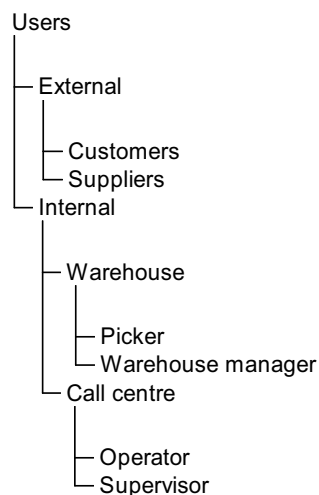 Users
External
Customers
Suppliers
Internal
Warehouse
Picker
Warehouse manager
Call centre
Operator
Supervisor